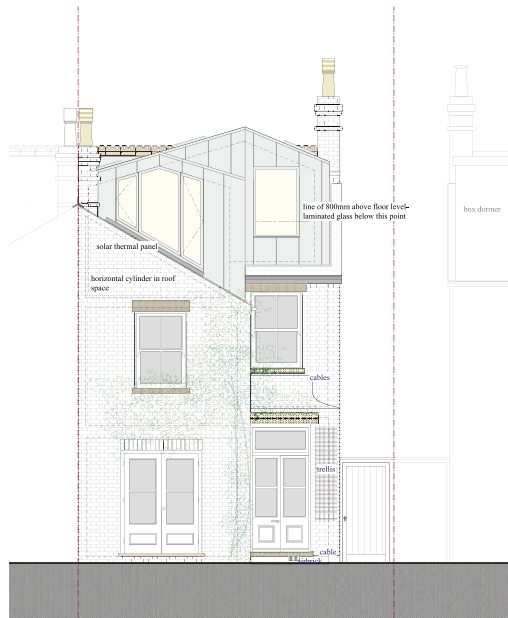 line of 800mm above floor level-
laminated glass below this point
box dormer
solar thermal panel
horizontal cylinder in roof
space
cables
trellis
cable
airbrick